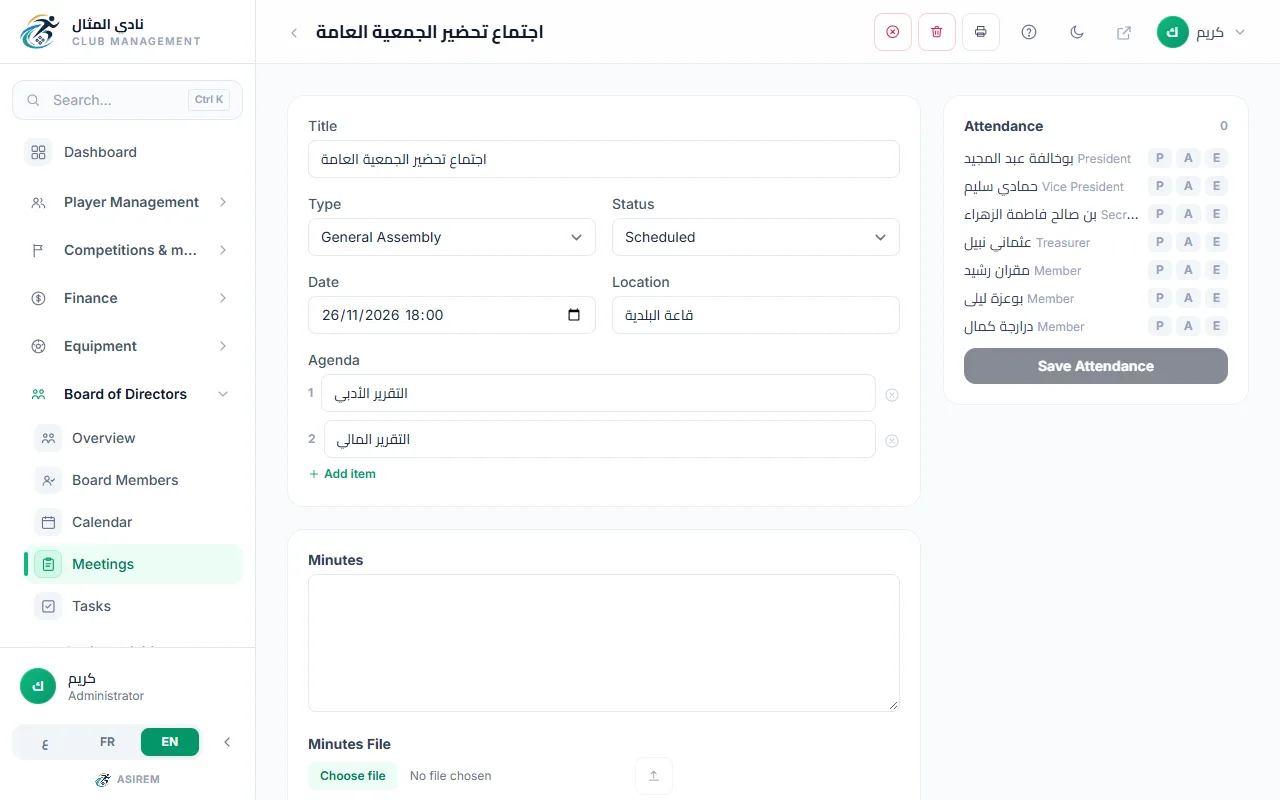 نادي المثال
CLUB MANAGEMENT
Search...
Ctrl K
Dashboard
Player Management
Competitions & m...
Finance
Equipment
Board of Directors
Overview
Board Members
Calendar
Meetings
Tasks
كريم
Administrator
ع
FR
EN
ASIREM
اجتماع تحضير الجمعية العامة
ك
كريم
Title
اجتماع تحضير الجمعية العامة
Type
Status
General Assembly
Scheduled
Date
Location
26/11/2026 18:00
قاعة البلدية
Agenda
1 التقرير الأدبي
2 التقرير المالي
+ Add item
Minutes
Minutes File
Choose file No file chosen
Attendance 0
بوخالفة عبد المجيد President P A E
حمادي سليم Vice President P A E
بن صالح فاطمة الزهراء Secr... P A E
عثماني نبيل Treasurer P A E
مقران رشيد Member P A E
بوعزة ليلى Member P A E
درارجة كمال Member P A E
Save Attendance